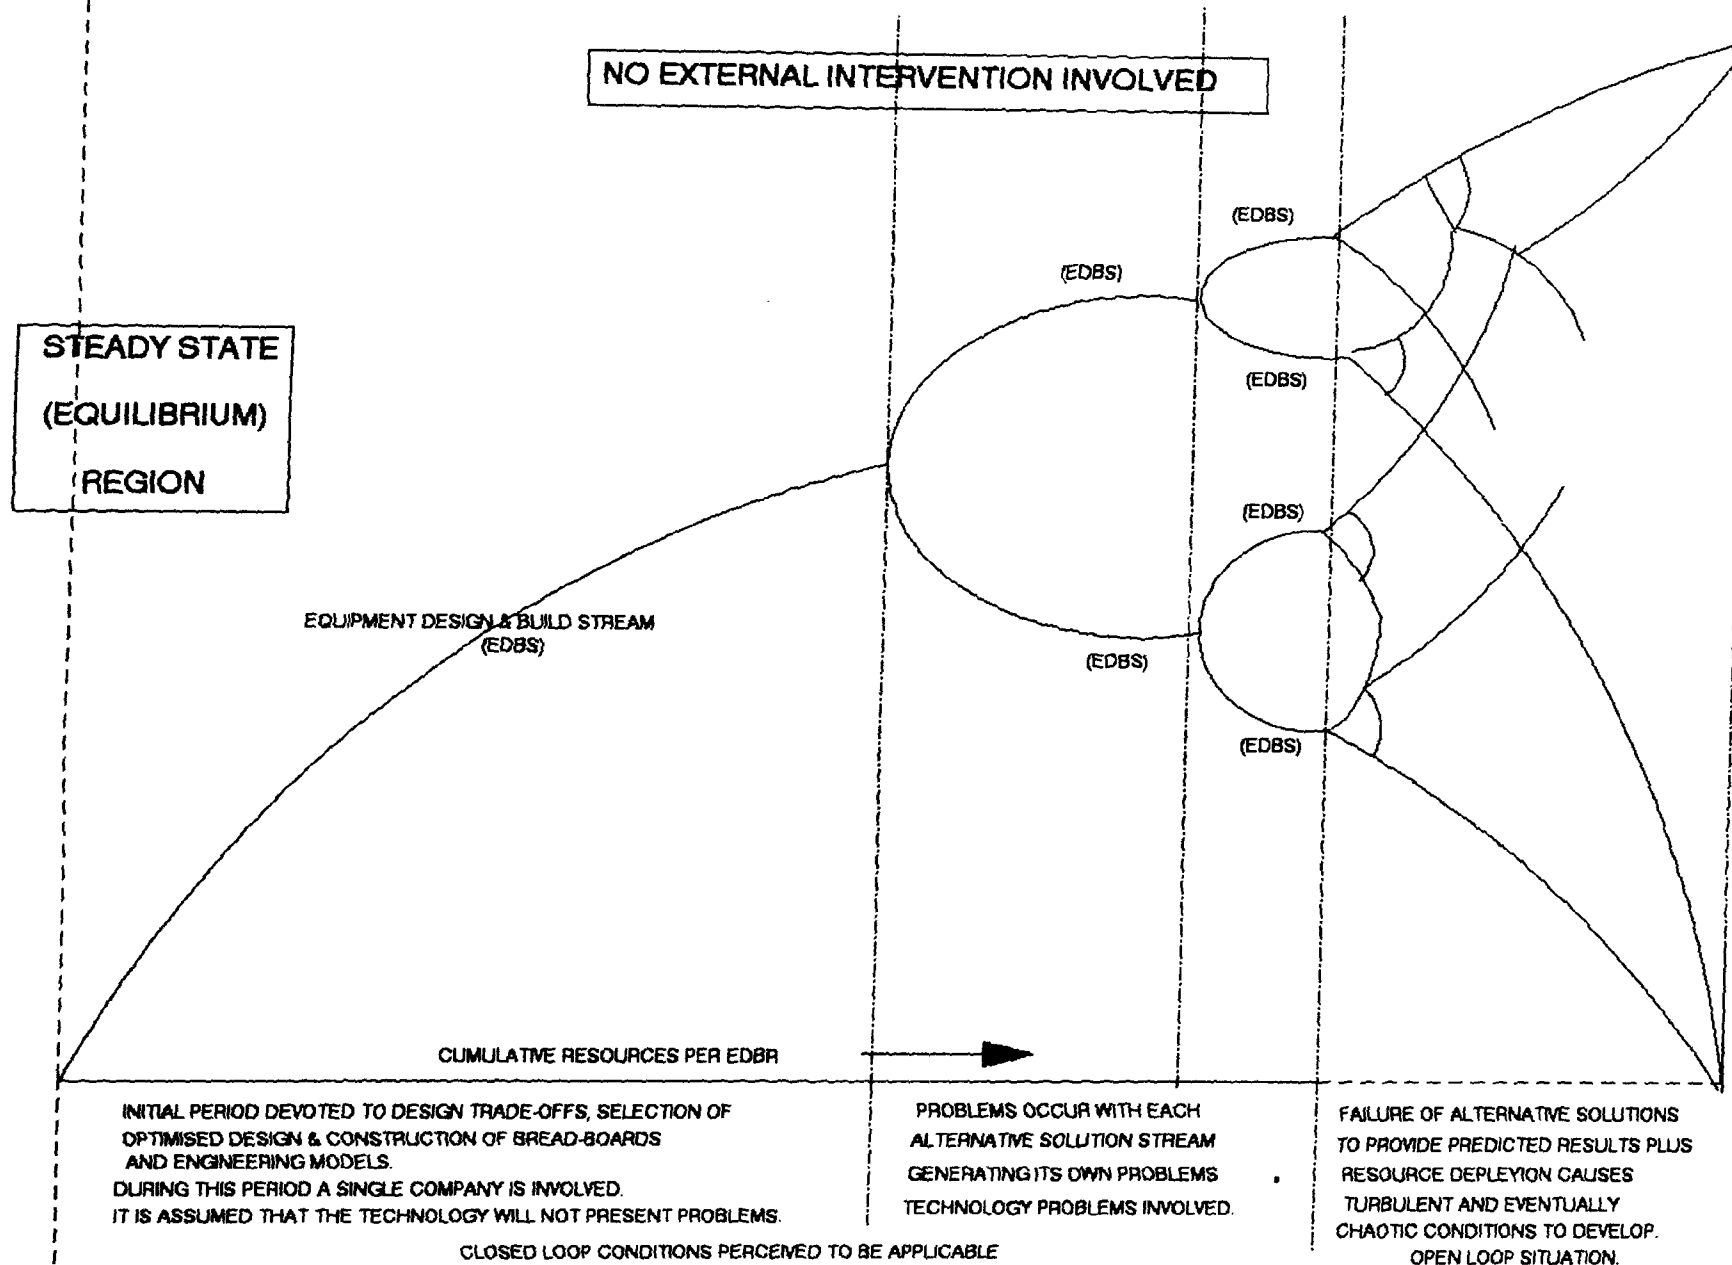 NO EXTERNAL INTERVENTION INVOLVED
(EDBS)
(EDBS)
STEADY STATE
(EQUILIBRIUM)
REGION
(EDBS)
(EDBS)
EQUIPMENT DESIGN & BUILD STREAM
(EDBS)
(EDBS)
(EDBS)
CUMULATIVE RESOURCES PER EDBR
INITIAL PERIOD DEVOTED TO DESIGN TRADE-OFFS, SELECTION OF
OPTIMISED DESIGN & CONSTRUCTION OF BREAD-BOARDS
AND ENGINEERING MODELS.
DURING THIS PERIOD A SINGLE COMPANY IS INVOLVED.
IT IS ASSUMED THAT THE TECHNOLOGY WILL NOT PRESENT PROBLEMS.
PROBLEMS OCCUR WITH EACH
ALTERNATIVE SOLUTION STREAM
GENERATING ITS OWN PROBLEMS
TECHNOLOGY PROBLEMS INVOLVED.
FAILURE OF ALTERNATIVE SOLUTIONS
TO PROVIDE PREDICTED RESULTS PLUS
RESOURCE DEPLEYION CAUSES
TURBULENT AND EVENTUALLY
CHAOTIC CONDITIONS TO DEVELOP.
OPEN LOOP SITUATION.
CLOSED LOOP CONDITIONS PERCEIVED TO BE APPLICABLE